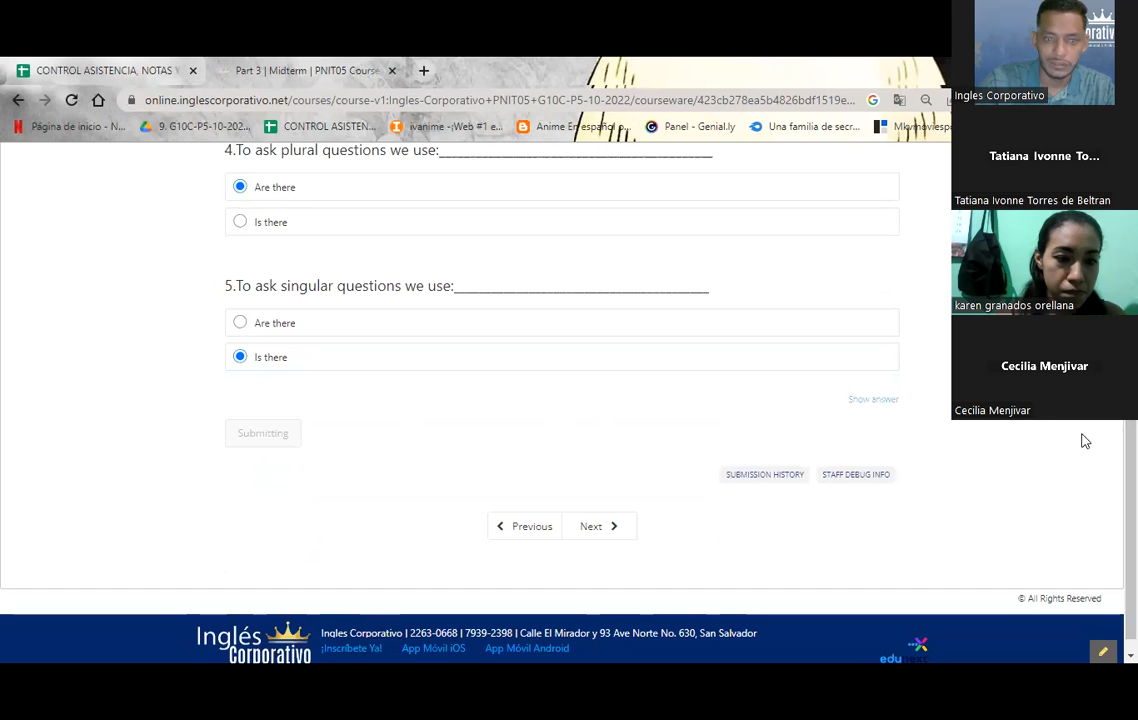 CONTROL ASISTENCIA, NOTAS Y
Part 3 | Midterm | PNIT05 Course
online.inglescorporativo.net/courses/course-v1:Ingles-Corporativo+PNIT05+G10C-P5-10-2022/courseware/423cb278ea5b4826bdf1519e...
Página de inicio - N...
9. G10C-P5-10-202...
CONTROL ASISTEN...
ivanime -¡Web #1 e...
Anime En español o...
Panel - Genial.ly
Una familia de secr...
Mkvmoviesp
4.To ask plural questions we use:
Are there
Is there
5.To ask singular questions we use:
Are there
Is there
Show answer
Submitting
SUBMISSION HISTORY
STAFF DEBUG INFO
Previous
Next
© All Rights Reserved
Inglés
Corporativo
Ingles Corporativo | 2263-0668 | 7939-2398 | Calle El Mirador y 93 Ave Norte No. 630, San Salvador
¡Inscríbete Ya! App Móvil iOS App Móvil Android
Ingles Corporativo
Tatiana Ivonne To...
Tatiana Ivonne Torres de Beltran
karen granados orellana
Cecilia Menjivar
Cecilia Menjivar